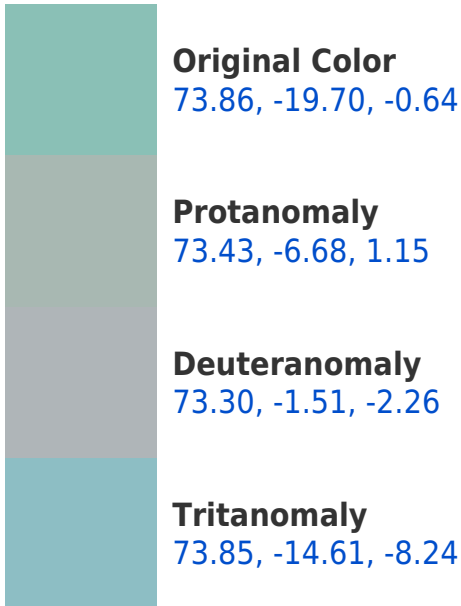 Original Color
73.86, -19.70, -0.64
Protanomaly
73.43, -6.68, 1.15
Deuteranomaly
73.30, -1.51, -2.26
Tritanomaly
73.85, -14.61, -8.24